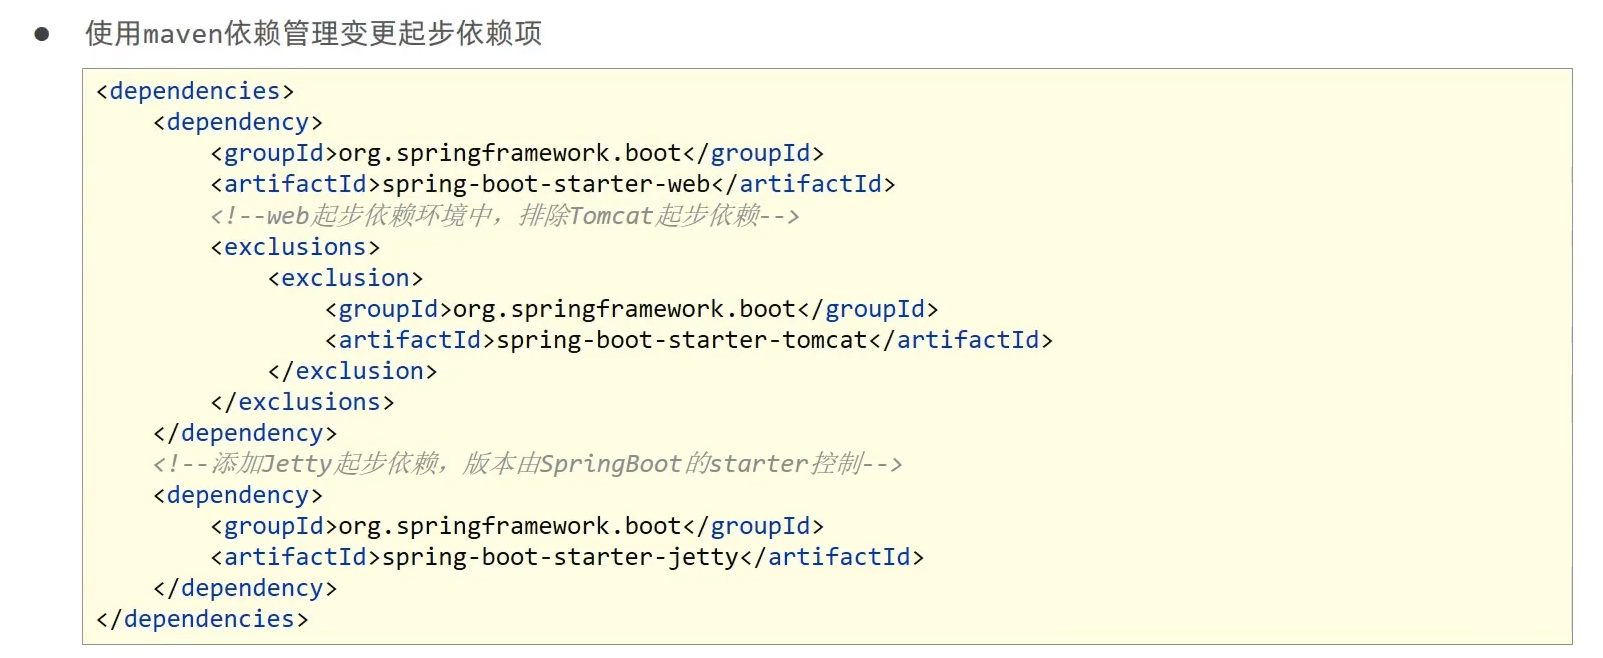 ● 使用maven依赖管理变更起步依赖项
<dependencies>
    <dependency>
        <groupId>org.springframework.boot</groupId>
        <artifactId>spring-boot-starter-web</artifactId>
        <!--web起步依赖环境中，排除Tomcat起步依赖-->
        <exclusions>
            <exclusion>
                <groupId>org.springframework.boot</groupId>
                <artifactId>spring-boot-starter-tomcat</artifactId>
            </exclusion>
        </exclusions>
    </dependency>
    <!--添加Jetty起步依赖，版本由SpringBoot的starter控制-->
    <dependency>
        <groupId>org.springframework.boot</groupId>
        <artifactId>spring-boot-starter-jetty</artifactId>
    </dependency>
</dependencies>